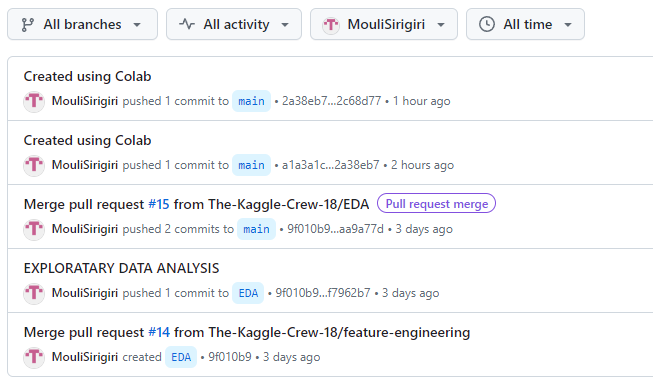 All branches All activity MouliSirigiri All time
Created using Colab
MouliSirigiri pushed 1 commit to main • 2a38eb7...2c68d77 • 1 hour ago
Created using Colab
MouliSirigiri pushed 1 commit to main • a1a3a1c...2a38eb7 • 2 hours ago
Merge pull request #15 from The-Kaggle-Crew-18/EDA Pull request merge
MouliSirigiri pushed 2 commits to main • 9f010b9...aa9a77d • 3 days ago
EXPLORATARY DATA ANALYSIS
MouliSirigiri pushed 1 commit to EDA • 9f010b9...f7962b7 • 3 days ago
Merge pull request #14 from The-Kaggle-Crew-18/feature-engineering
MouliSirigiri created EDA • 9f010b9 • 3 days ago